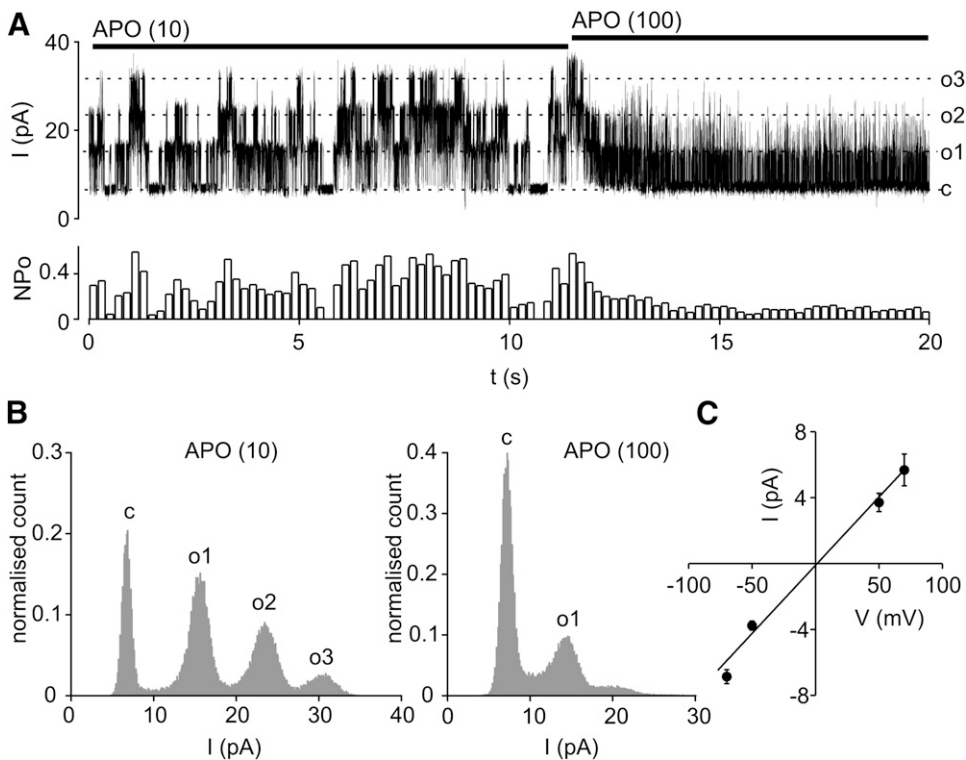 A
APO (10)
APO (100)
40
20
0
I (pA)
o3
o2
o1
c
NPo
0.4
0
0
5
10
15
20
t (s)
B
APO (10)
normalised count
0.3
0.2
0.1
0
c
o1
o2
o3
0
10
20
30
40
I (pA)
APO (100)
normalised count
0.4
0.3
0.2
0.1
0
c
o1
0
10
20
30
I (pA)
C
I (pA)
8
4
-4
-8
-100
-50
50
100
V (mV)